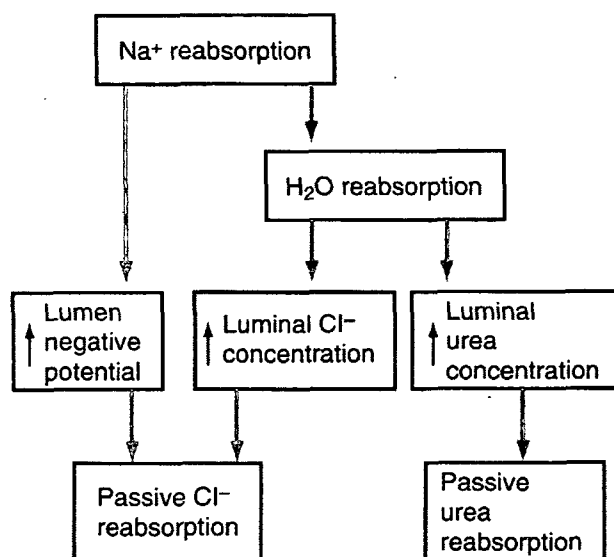 Na⁺ reabsorption
H₂O reabsorption
Lumen
negative
potential
Luminal Cl⁻
concentration
Luminal
urea
concentration
Passive Cl⁻
reabsorption
Passive
urea
reabsorption